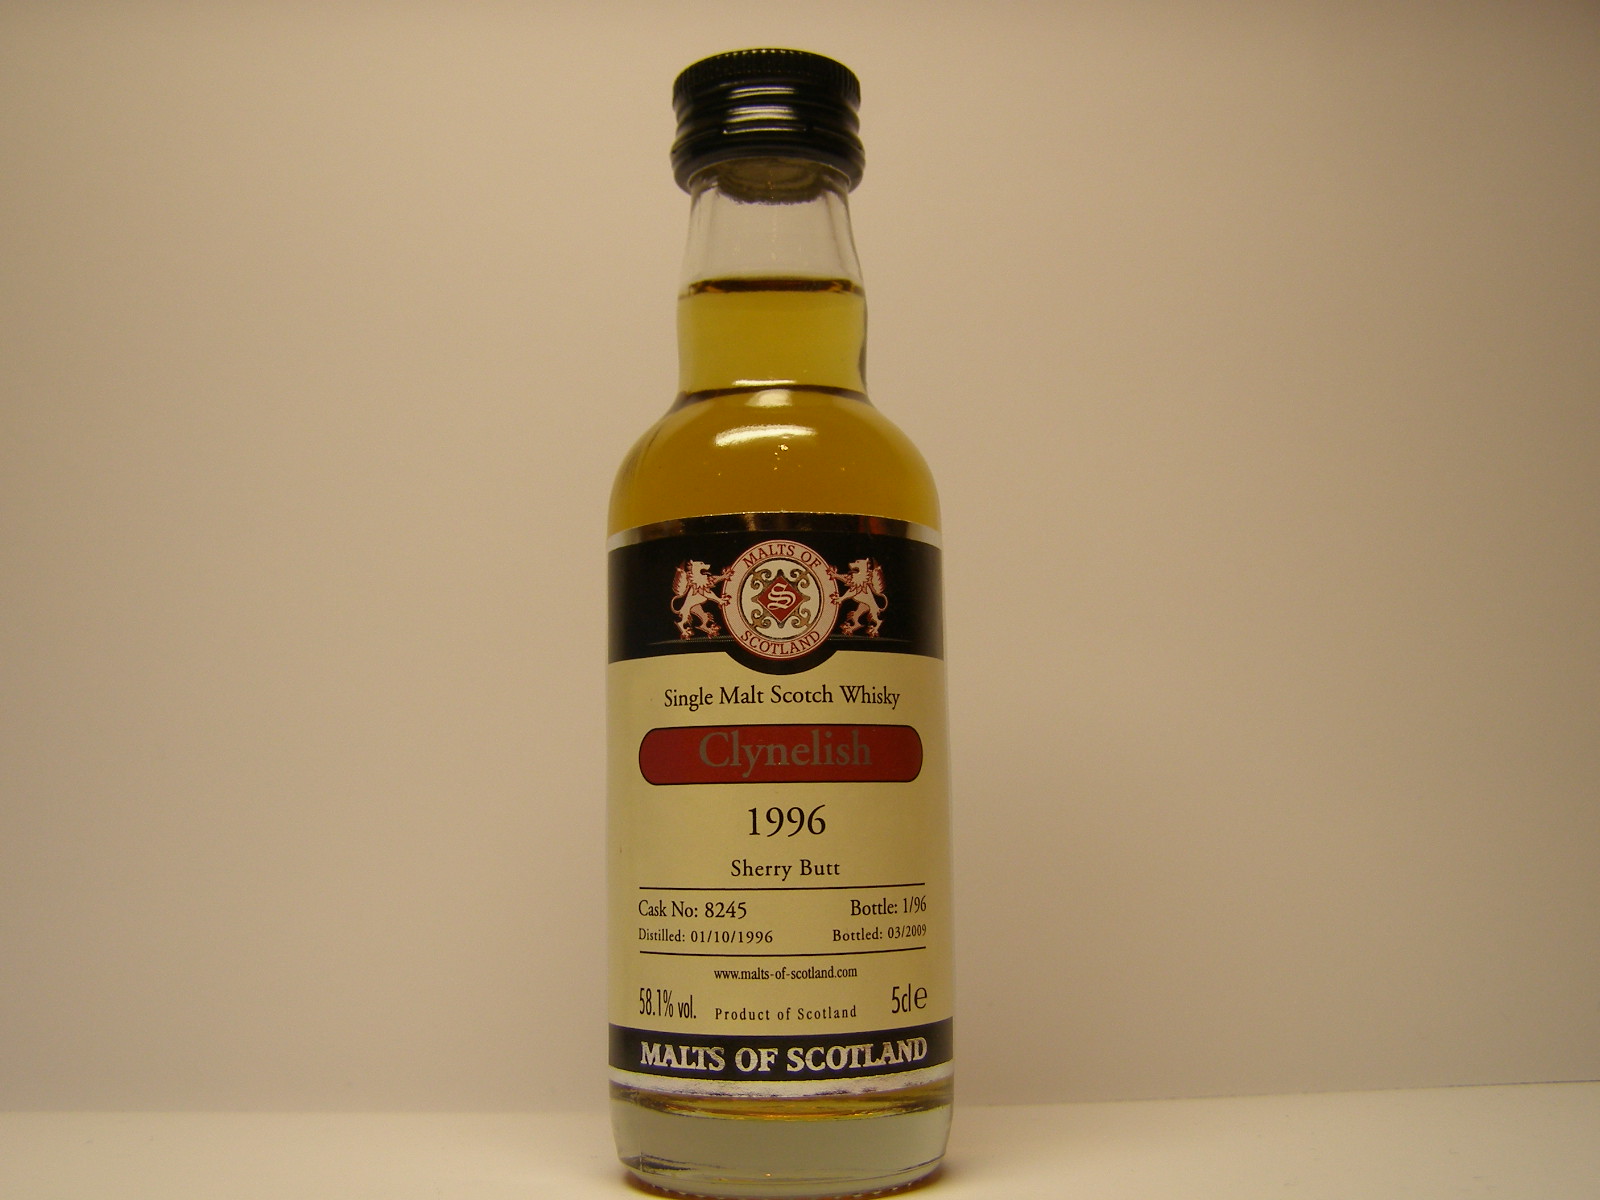 MALTS OF
S
SCOTLAND
Single Malt Scotch Whisky
Clynelish
1996
Sherry Butt
Cask No: 8245 Bottle: 1/96
Distilled: 01/10/1996 Bottled: 03/2009
www.malts-of-scotland.com
58.1% vol. Product of Scotland 5cl e
MALTS OF SCOTLAND